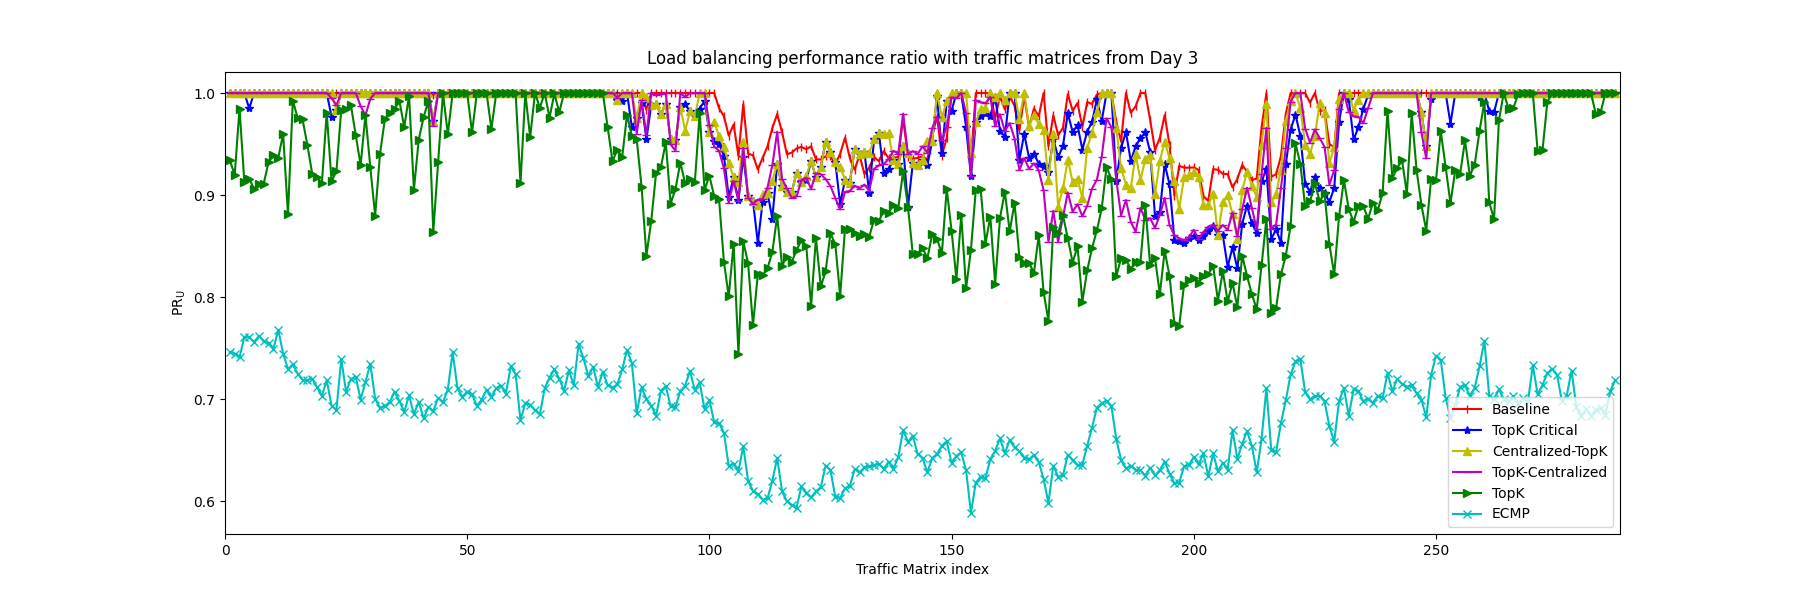 Load balancing performance ratio with traffic matrices from Day 3
1.0
0.9
0.8
0.7
0.6
PR_U
0
50
100
150
200
250
Traffic Matrix index
Baseline
TopK Critical
Centralized-TopK
TopK-Centralized
TopK
ECMP